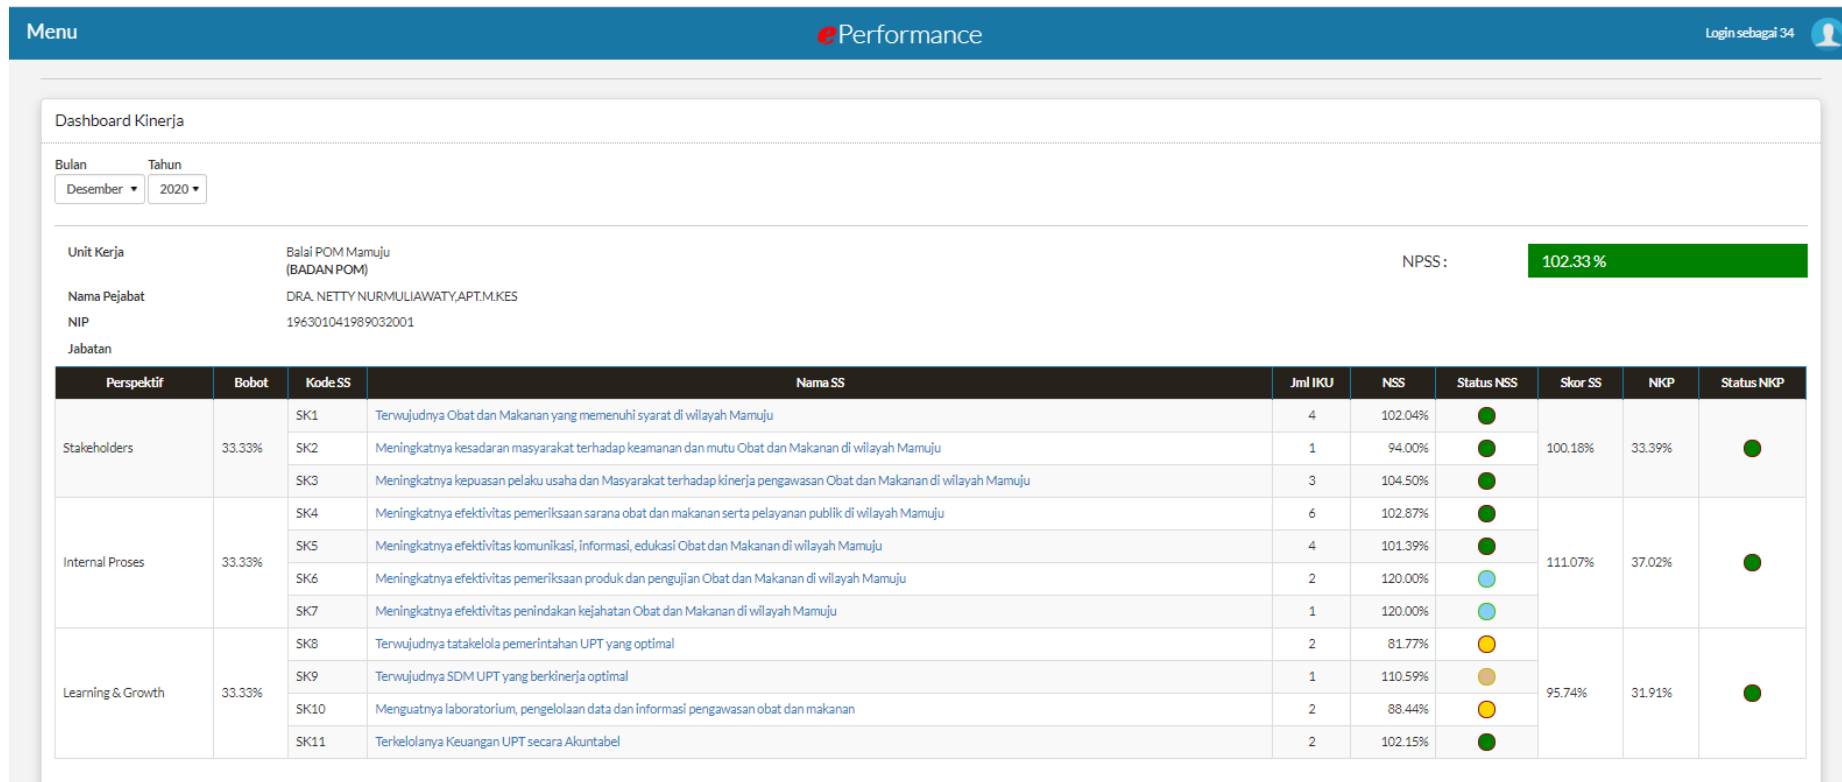 Menu
ePerformance
Login sebagai 34
Dashboard Kinerja
Bulan Tahun
Desember 2020
Unit Kerja Balai POM Mamuju
(BADAN POM)
NPSS : 102.33 %
Nama Pejabat DRA. NETTY NURMULIAWATY,APT.M.KES
NIP 196301041989032001
Jabatan
Perspektif Bobot Kode SS Nama SS Jml IKU NSS Status NSS Skor SS NKP Status NKP
SK1 Terwujudnya Obat dan Makanan yang memenuhi syarat di wilayah Mamuju 4 102.04%
Stakeholders 33.33% SK2 Meningkatnya kesadaran masyarakat terhadap keamanan dan mutu Obat dan Makanan di wilayah Mamuju 1 94.00% 100.18% 33.39%
SK3 Meningkatnya kepuasan pelaku usaha dan Masyarakat terhadap kinerja pengawasan Obat dan Makanan di wilayah Mamuju 3 104.50%
SK4 Meningkatnya efektivitas pemeriksaan sarana obat dan makanan serta pelayanan publik di wilayah Mamuju 6 102.87%
SK5 Meningkatnya efektivitas komunikasi, informasi, edukasi Obat dan Makanan di wilayah Mamuju 4 101.39%
Internal Proses 33.33% 111.07% 37.02%
SK6 Meningkatnya efektivitas pemeriksaan produk dan pengujian Obat dan Makanan di wilayah Mamuju 2 120.00%
SK7 Meningkatnya efektivitas penindakan kejahatan Obat dan Makanan di wilayah Mamuju 1 120.00%
SK8 Terwujudnya tatakelola pemerintahan UPT yang optimal 2 81.77%
SK9 Terwujudnya SDM UPT yang berkinerja optimal 1 110.59%
Learning & Growth 33.33% 95.74% 31.91%
SK10 Menguatnya laboratorium, pengelolaan data dan informasi pengawasan obat dan makanan 2 88.44%
SK11 Terkelolanya Keuangan UPT secara Akuntabel 2 102.15%